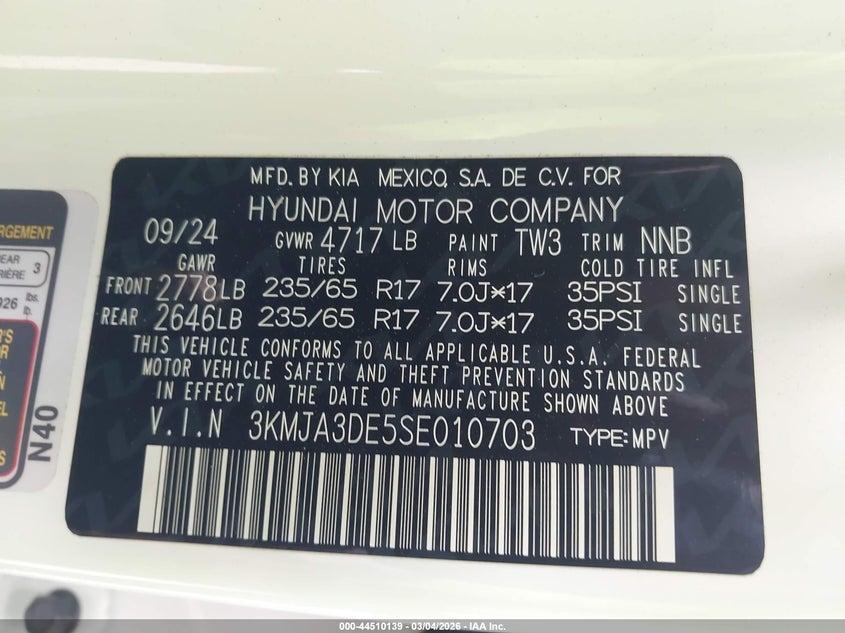 MFD. BY KIA MEXICO, S.A. DE C.V. FOR
HYUNDAI MOTOR COMPANY
09/24 GVWR 4717 LB PAINT TW3 TRIM NNB
GAWR TIRES RIMS COLD TIRE INFL
FRONT 2778LB 235/65 R17 7.0J*17 35PSI SINGLE
REAR 2646LB 235/65 R17 7.0J*17 35PSI SINGLE
THIS VEHICLE CONFORMS TO ALL APPLICABLE U.S.A. FEDERAL
MOTOR VEHICLE SAFETY AND THEFT PREVENTION STANDARDS
IN EFFECT ON THE DATE OF MANUFACTURE SHOWN ABOVE
V.I.N 3KMJA3DE5SE010703 TYPE:MPV
3
926 lbs.
lb.
N40
000-44510139 - 03/04/2026 - IAA Inc.